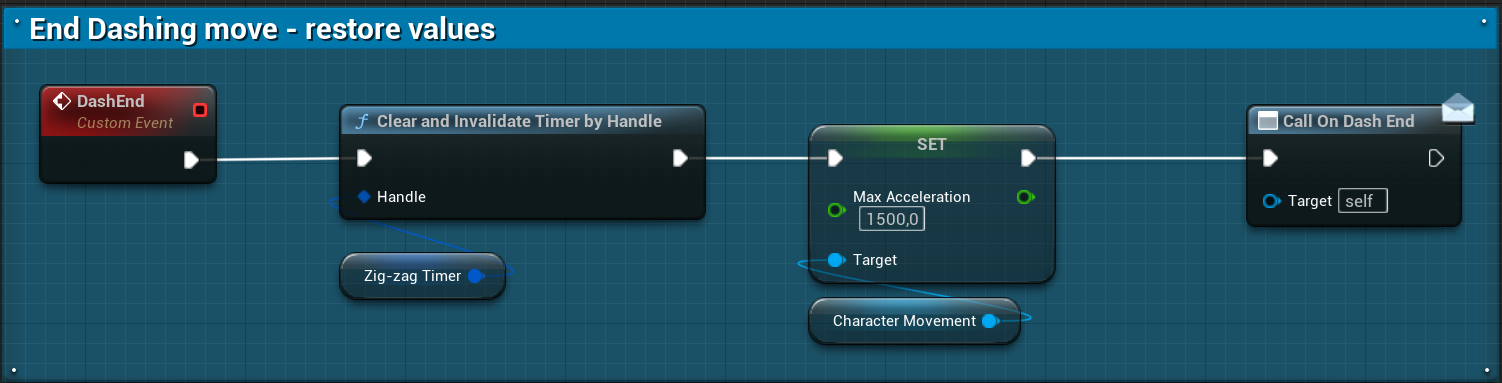 End Dashing move - restore values
DashEnd
Custom Event
Clear and Invalidate Timer by Handle
Handle
Zig-zag Timer
SET
Max Acceleration
1500,0
Target
Character Movement
Call On Dash End
Target self